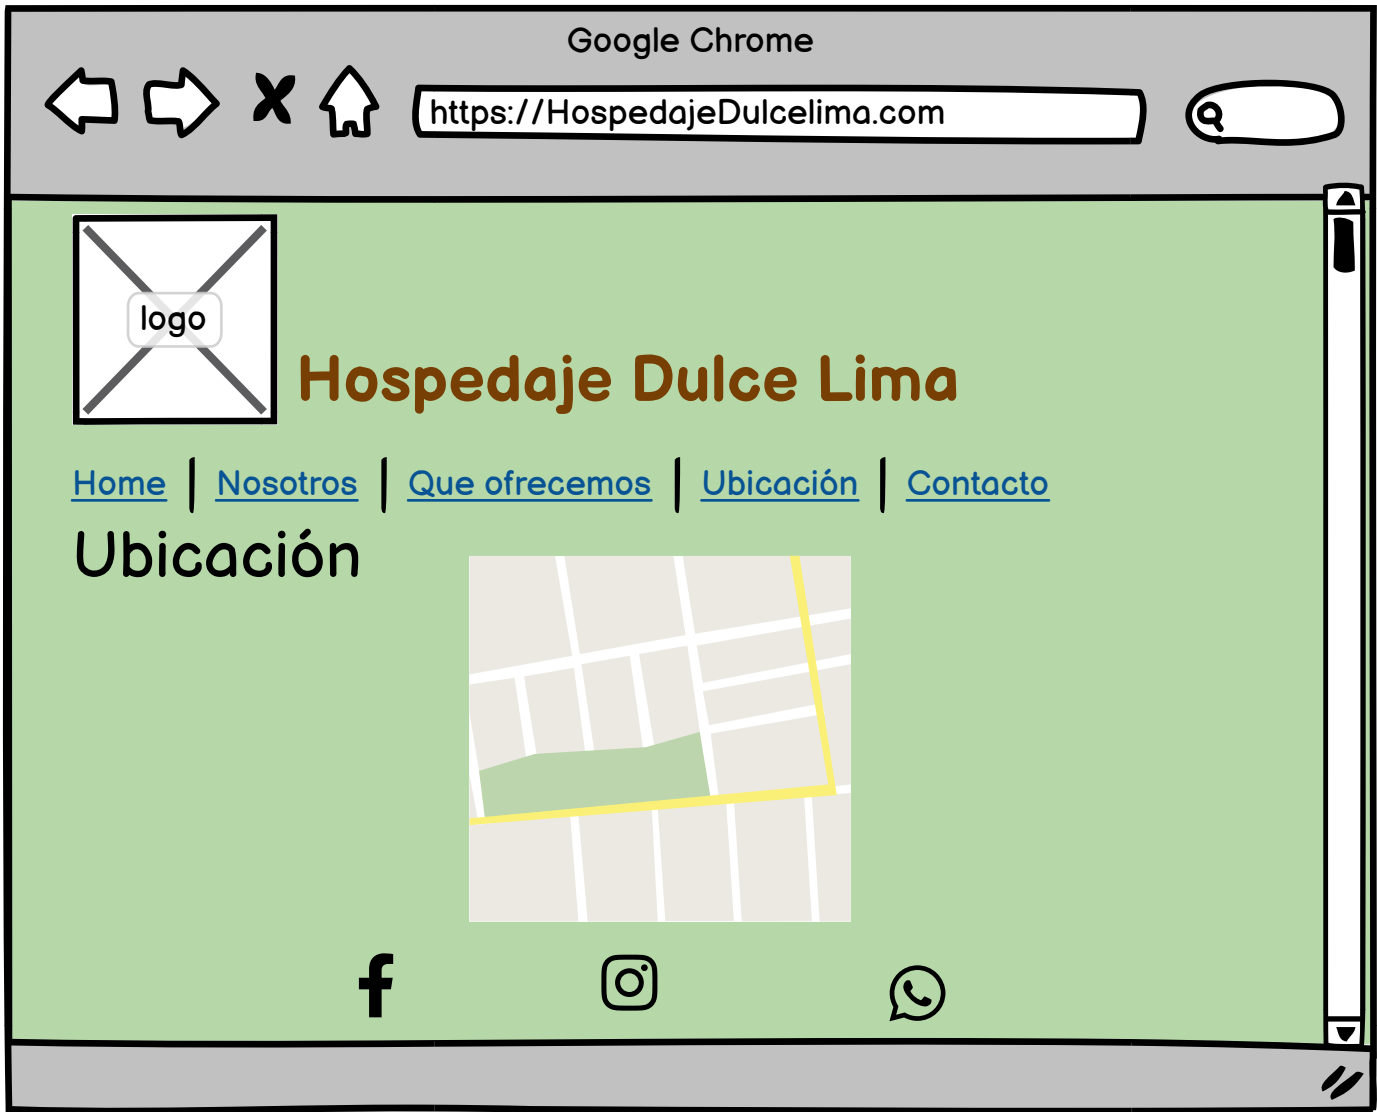 Google Chrome
https://HospedajeDulcelima.com
logo
Hospedaje Dulce Lima
Home | Nosotros | Que ofrecemos | Ubicación | Contacto
Ubicación